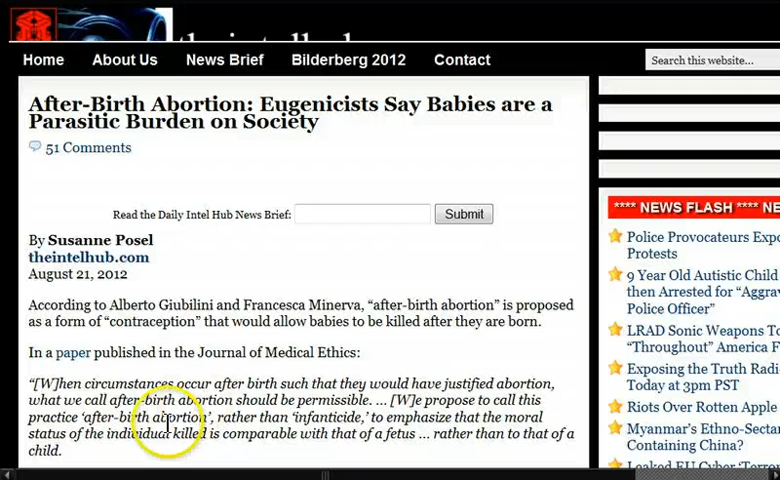 Home About Us News Brief Bilderberg 2012 Contact
Search this website...
After-Birth Abortion: Eugenicists Say Babies are a
Parasitic Burden on Society
51 Comments
Read the Daily Intel Hub News Brief: Submit
By Susanne Posel
theintelhub.com
August 21, 2012
According to Alberto Giubilini and Francesca Minerva, “after-birth abortion” is proposed
as a form of “contraception” that would allow babies to be killed after they are born.
In a paper published in the Journal of Medical Ethics:
“[W]hen circumstances occur after birth such that they would have justified abortion,
what we call after-birth abortion should be permissible. … [W]e propose to call this
practice ‘after-birth abortion’, rather than ‘infanticide,’ to emphasize that the moral
status of the individual killed is comparable with that of a fetus … rather than to that of a
child.
**** NEWS FLASH **** NE
Police Provocateurs Expo
Protests
9 Year Old Autistic Child
then Arrested for “Aggrav
Police Officer”
LRAD Sonic Weapons To
“Throughout” America F
Exposing the Truth Radi
Today at 3pm PST
Riots Over Rotten Apple
Myanmar’s Ethno-Sectar
Containing China?
Leaked EU Cyber ‘Terror